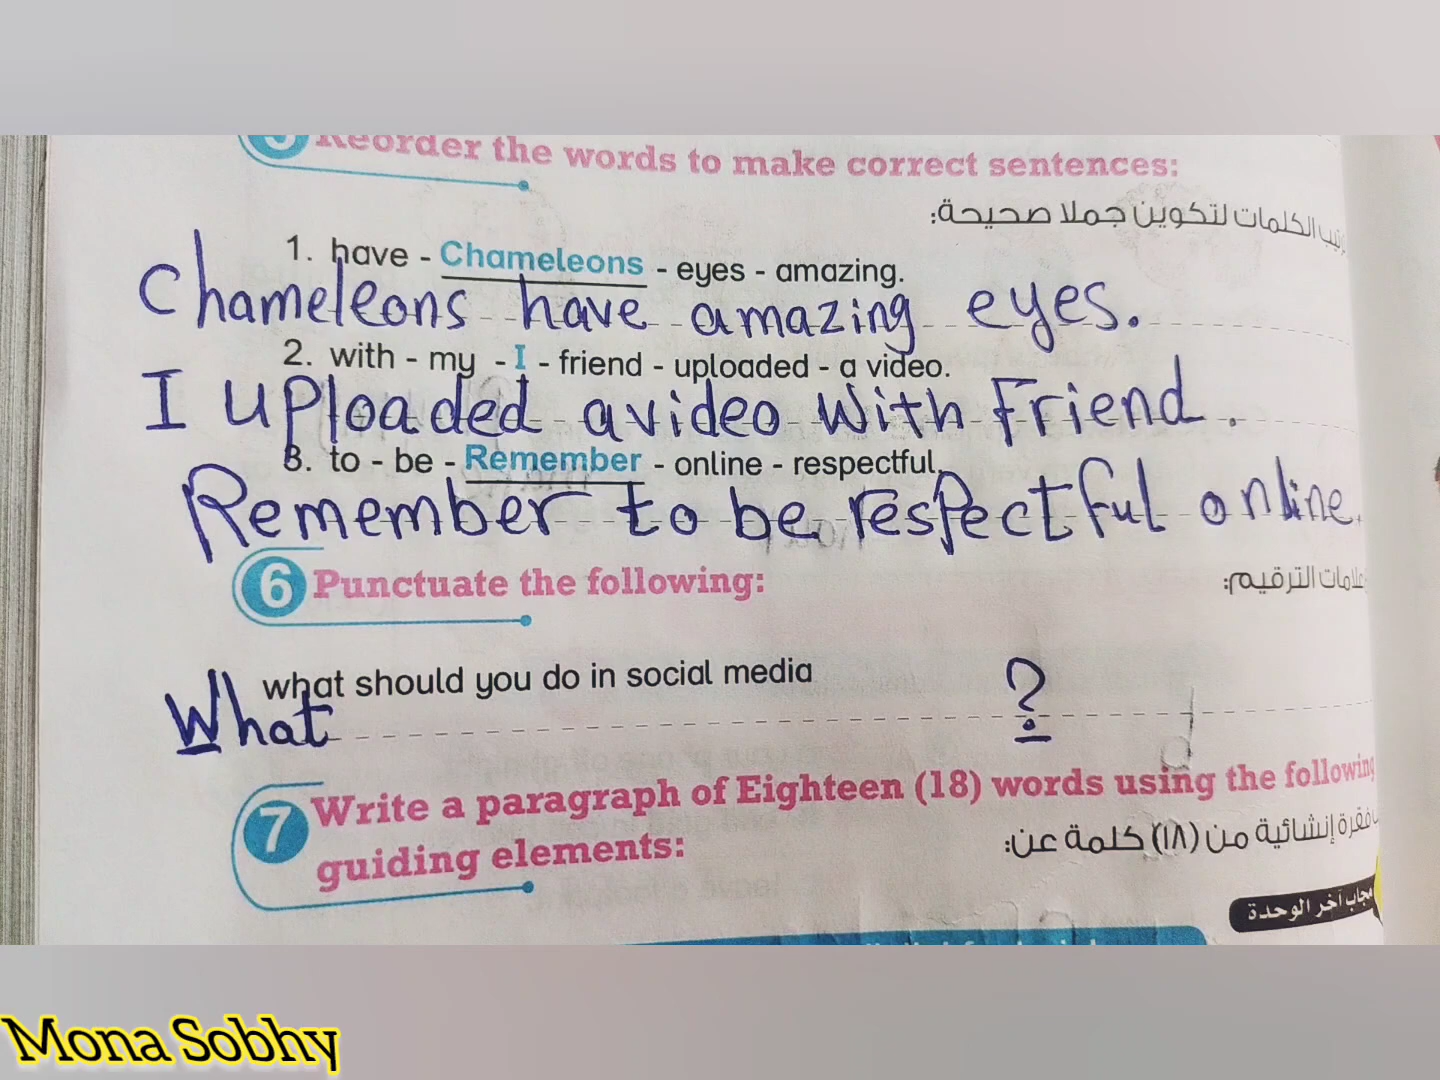 5 Reorder the words to make correct sentences:
رتب الكلمات لتكوين جملا صحيحة:
1. have - Chameleons - eyes - amazing.
Chameleons have amazing eyes.
2. with - my - I - friend - uploaded - a video.
I uploaded a video with Friend.
3. to - be - Remember - online - respectful.
Remember to be respectful online.
6 Punctuate the following:
علامات الترقيم:
what should you do in social media
What ?
7 Write a paragraph of Eighteen (18) words using the following
guiding elements:
فقرة إنشائية من (١٨) كلمة عن:
مجاب آخر الوحدة
Mona Sobhy